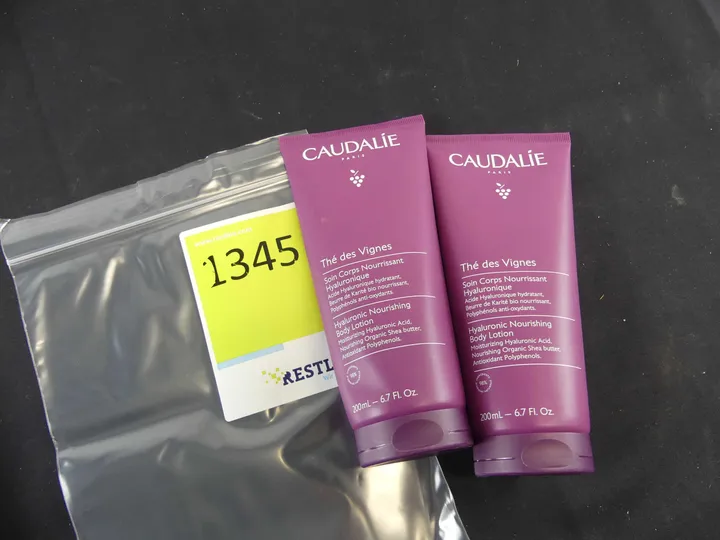 1345
CAUDALÍE
PARIS
Thé des Vignes
Soin Corps Nourrissant
Hyaluronique
Acide Hyaluronique hydratant,
Beurre de Karité bio nourrissant,
Polyphénols anti-oxydants.
Hyaluronic Nourishing
Body Lotion
Moisturizing Hyaluronic Acid,
Nourishing Organic Shea butter,
Antioxidant Polyphenols.
200mL – 6.7 Fl. Oz.
CAUDALÍE
PARIS
Thé des Vignes
Soin Corps Nourrissant
Hyaluronique
Acide Hyaluronique hydratant,
Beurre de Karité bio nourrissant,
Polyphénols anti-oxydants.
Hyaluronic Nourishing
Body Lotion
Moisturizing Hyaluronic Acid,
Nourishing Organic Shea butter,
Antioxidant Polyphenols.
200mL – 6.7 Fl. Oz.
RESTL